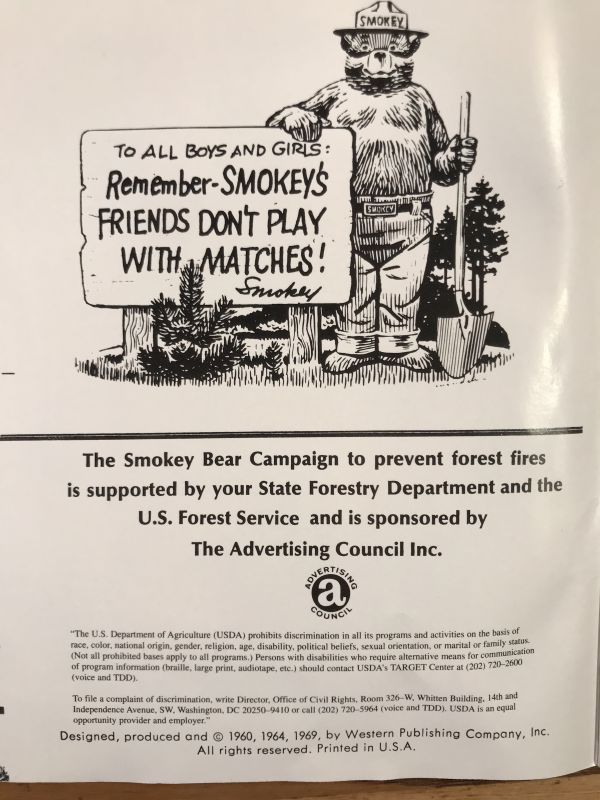 SMOKEY
TO ALL BOYS AND GIRLS:
Remember-SMOKEY'S
FRIENDS DON'T PLAY
WITH MATCHES!
Smokey
SMOKEY
The Smokey Bear Campaign to prevent forest fires
is supported by your State Forestry Department and the
U.S. Forest Service and is sponsored by
The Advertising Council Inc.
ADVERTISING
a
COUNCIL
"The U.S. Department of Agriculture (USDA) prohibits discrimination in all its programs and activities on the basis of
race, color, national origin, gender, religion, age, disability, political beliefs, sexual orientation, or marital or family status.
(Not all prohibited bases apply to all programs.) Persons with disabilities who require alternative means for communication
of program information (braille, large print, audiotape, etc.) should contact USDA's TARGET Center at (202) 720-2600
(voice and TDD).
To file a complaint of discrimination, write Director, Office of Civil Rights, Room 326-W, Whitten Building, 14th and
Independence Avenue, SW, Washington, DC 20250-9410 or call (202) 720-5964 (voice and TDD). USDA is an equal
opportunity provider and employer."
Designed, produced and © 1960, 1964, 1969, by Western Publishing Company, Inc.
All rights reserved. Printed in U.S.A.